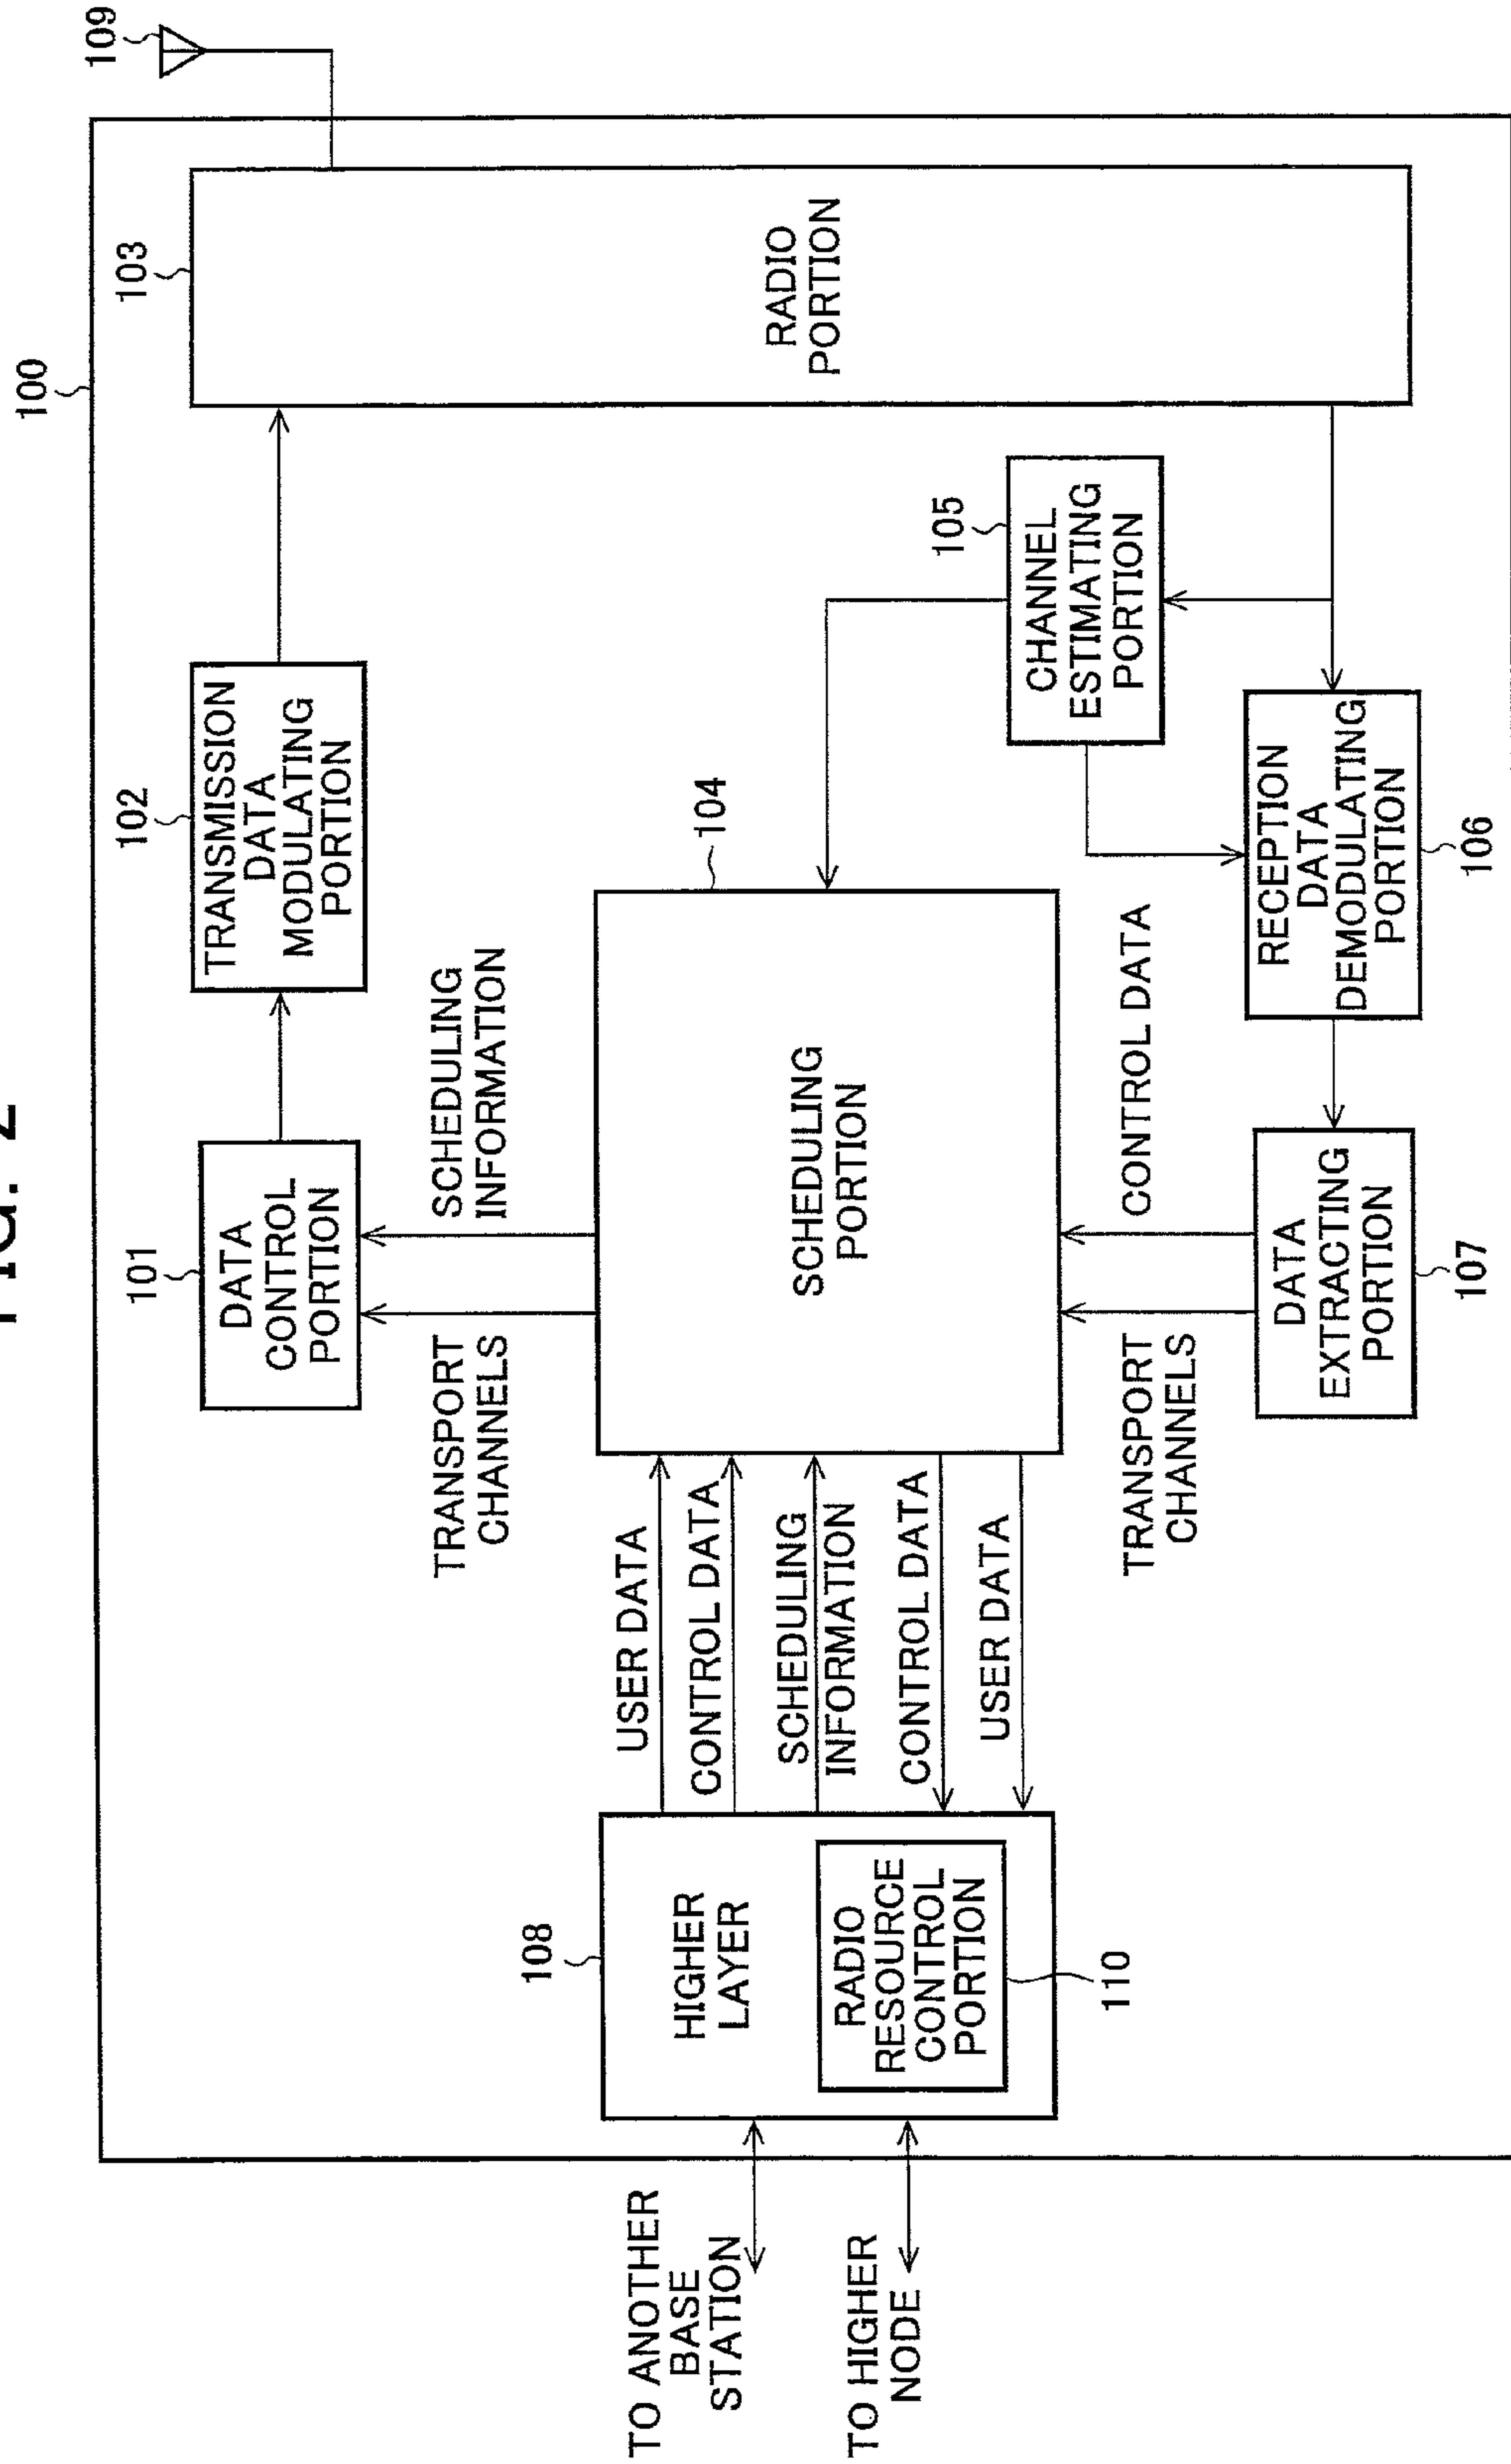 FIG. 2
100
109
101
DATA
CONTROL
PORTION
102
TRANSMISSION
DATA
MODULATING
PORTION
103
RADIO
PORTION
TRANSPORT
CHANNELS
SCHEDULING
INFORMATION
108
HIGHER
LAYER
RADIO
RESOURCE
CONTROL
PORTION
110
TO ANOTHER
BASE
STATION
TO HIGHER
NODE
USER DATA
CONTROL DATA
SCHEDULING
INFORMATION
CONTROL DATA
USER DATA
104
SCHEDULING
PORTION
105
CHANNEL
ESTIMATING
PORTION
TRANSPORT
CHANNELS
CONTROL DATA
DATA
EXTRACTING
PORTION
107
RECEPTION
DATA
DEMODULATING
PORTION
106